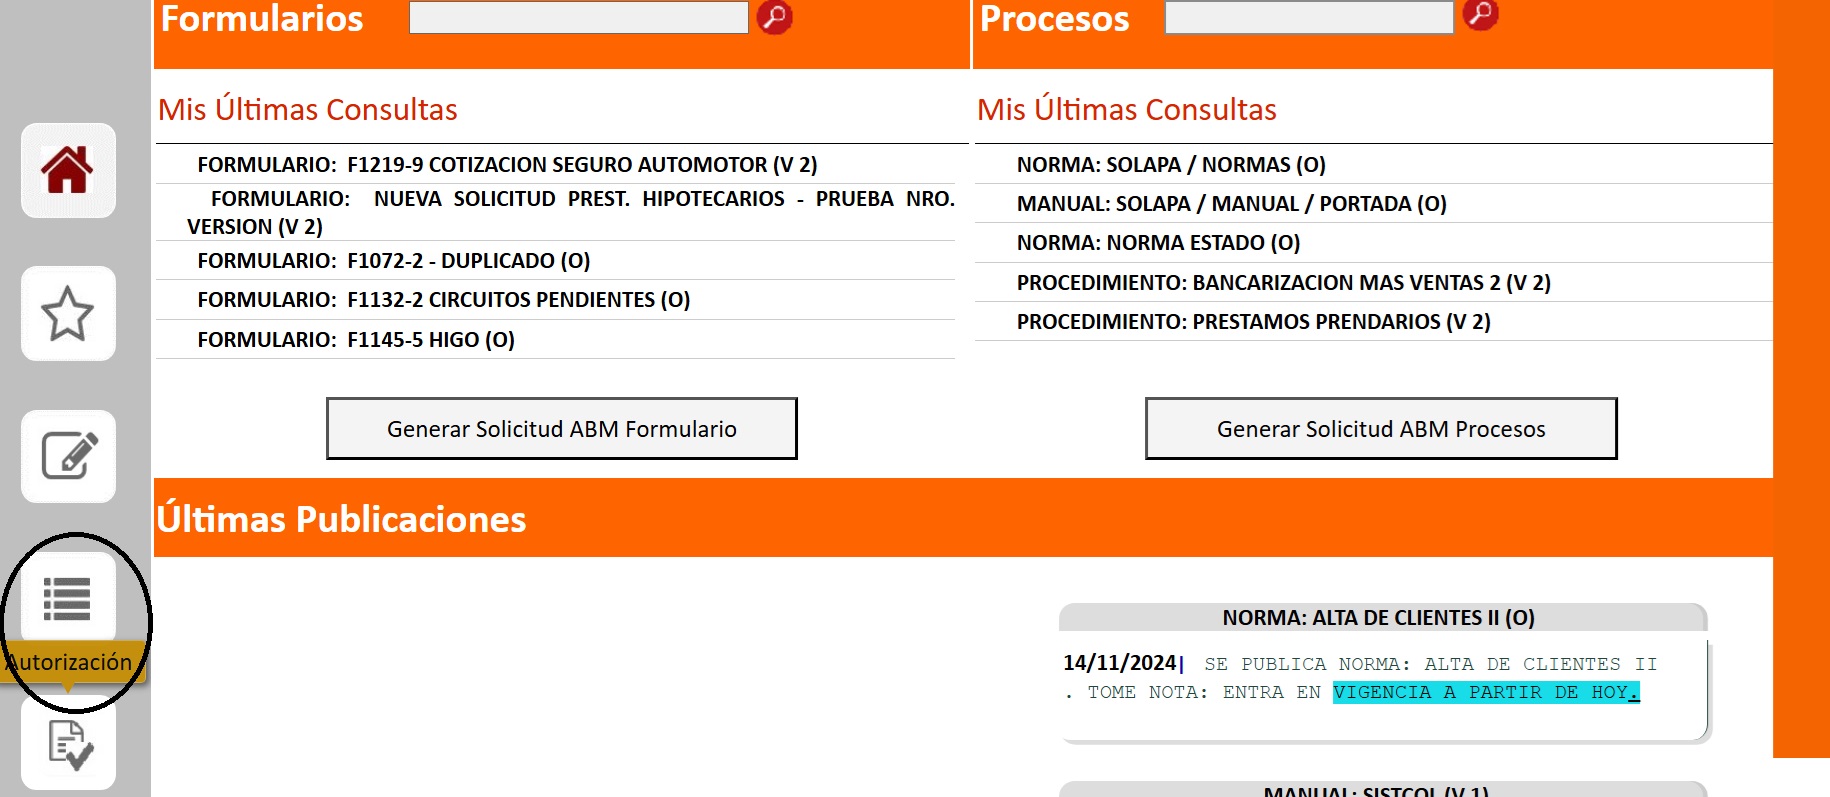 Formularios
Procesos
Mis Últimas Consultas
FORMULARIO: F1219-9 COTIZACION SEGURO AUTOMOTOR (V 2)
FORMULARIO: NUEVA SOLICITUD PREST. HIPOTECARIOS - PRUEBA NRO.
VERSION (V 2)
FORMULARIO: F1072-2 - DUPLICADO (O)
FORMULARIO: F1132-2 CIRCUITOS PENDIENTES (O)
FORMULARIO: F1145-5 HIGO (O)
Generar Solicitud ABM Formulario
Mis Últimas Consultas
NORMA: SOLAPA / NORMAS (O)
MANUAL: SOLAPA / MANUAL / PORTADA (O)
NORMA: NORMA ESTADO (O)
PROCEDIMIENTO: BANCARIZACION MAS VENTAS 2 (V 2)
PROCEDIMIENTO: PRESTAMOS PRENDARIOS (V 2)
Generar Solicitud ABM Procesos
Últimas Publicaciones
Autorización
NORMA: ALTA DE CLIENTES II (O)
14/11/2024| SE PUBLICA NORMA: ALTA DE CLIENTES II
. TOME NOTA: ENTRA EN VIGENCIA A PARTIR DE HOY.
MANUAL: SISTCOL (V 1)